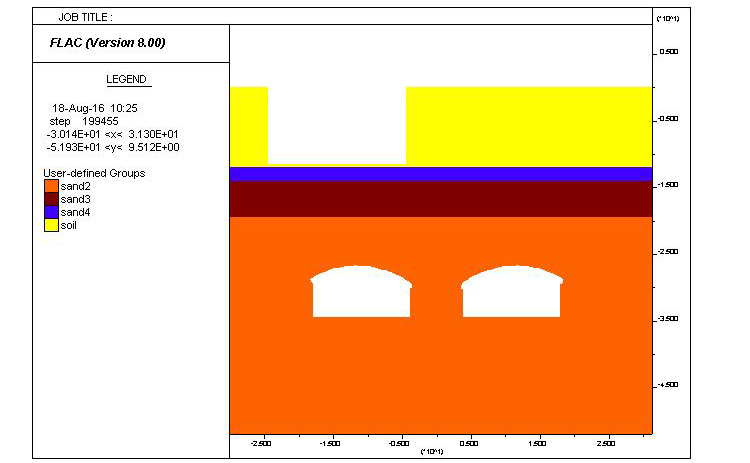 JOB TITLE :
FLAC (Version 8.00)
LEGEND
18-Aug-16 10:25
step 199455
-3.014E+01 <x< 3.130E+01
-5.193E+01 <y< 9.512E+00
User-defined Groups
sand2
sand3
sand4
soil
(*10^1)
0.500
-0.500
-1.500
-2.500
-3.500
-4.500
-2.500
-1.500
-0.500
0.500
1.500
2.500
(*10^1)